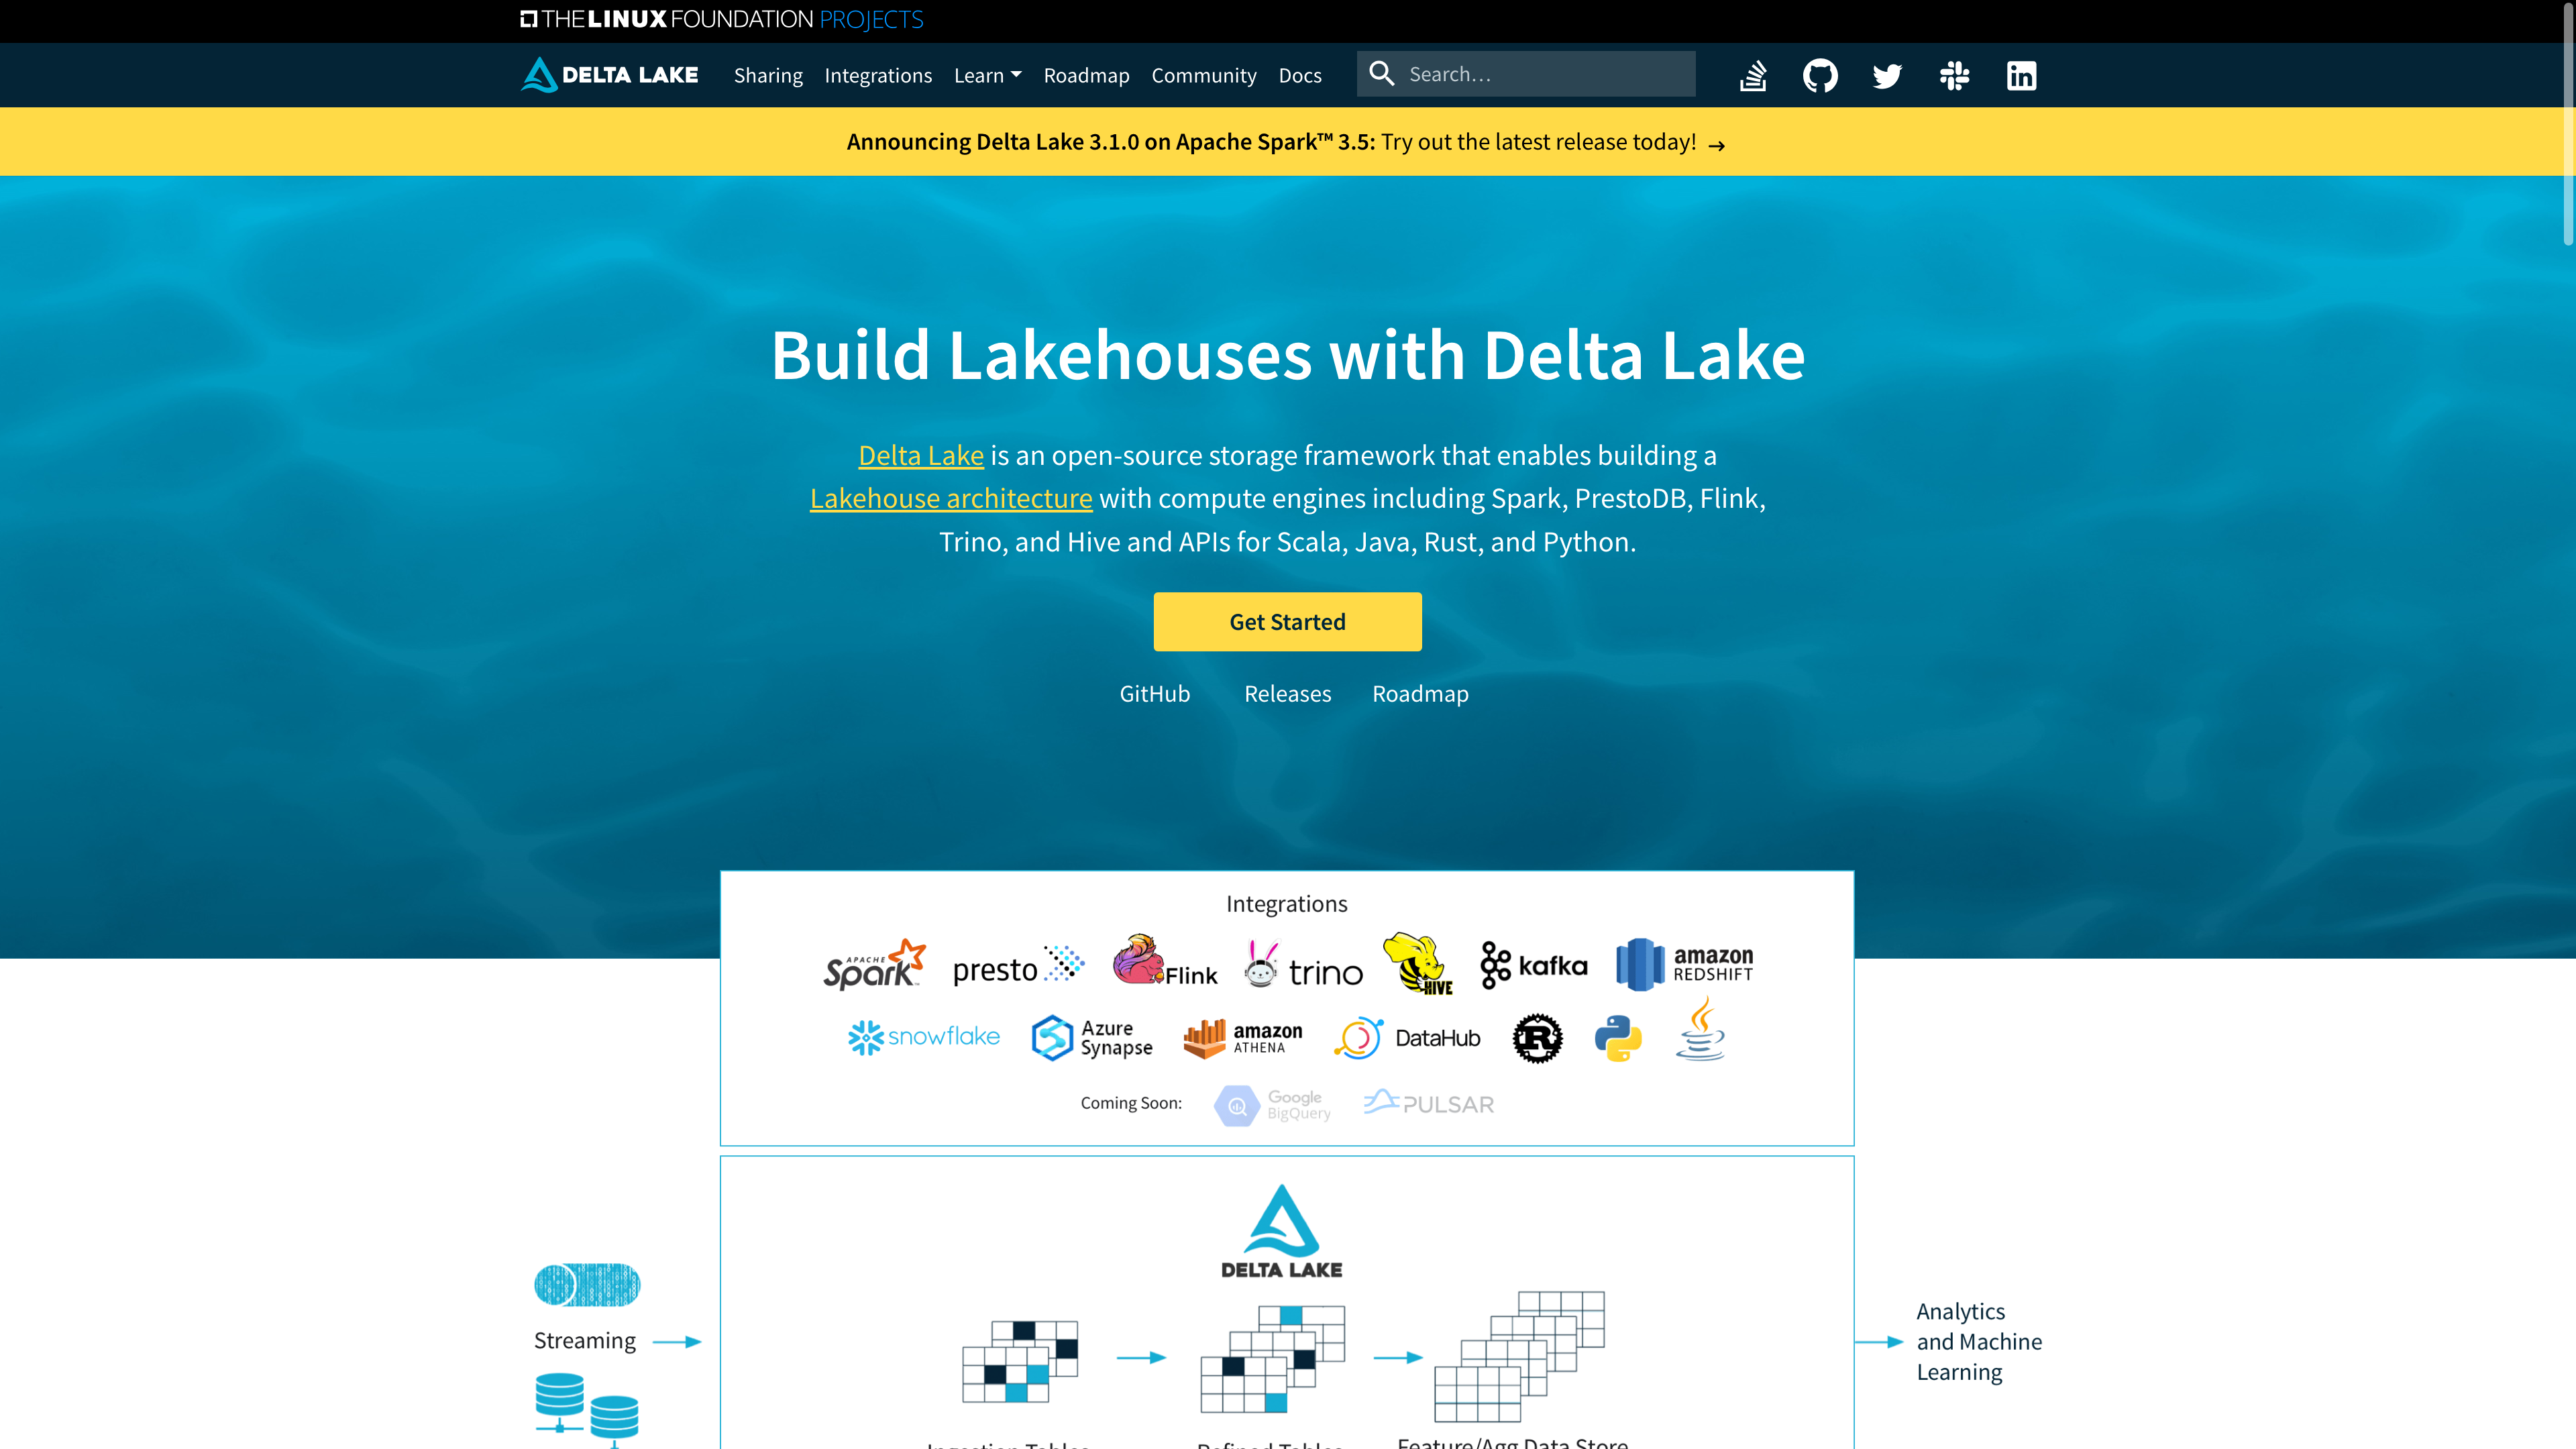 THE LINUX FOUNDATION PROJECTS
DELTA LAKE
Sharing
Integrations
Learn
Roadmap
Community
Docs
Search...
Announcing Delta Lake 3.1.0 on Apache Spark™ 3.5: Try out the latest release today! →
Build Lakehouses with Delta Lake
Delta Lake is an open-source storage framework that enables building a
Lakehouse architecture with compute engines including Spark, PrestoDB, Flink,
Trino, and Hive and APIs for Scala, Java, Rust, and Python.
Get Started
GitHub
Releases
Roadmap
Integrations
APACHE Spark™
presto
Flink
trino
HIVE
kafka
amazon REDSHIFT
snowflake
Azure Synapse
amazon ATHENA
DataHub
R
Coming Soon:
Google BigQuery
PULSAR
DELTA LAKE
Streaming
Analytics
and Machine
Learning
Ingestion Tables
Refined Tables
Feature/Agg Data Store